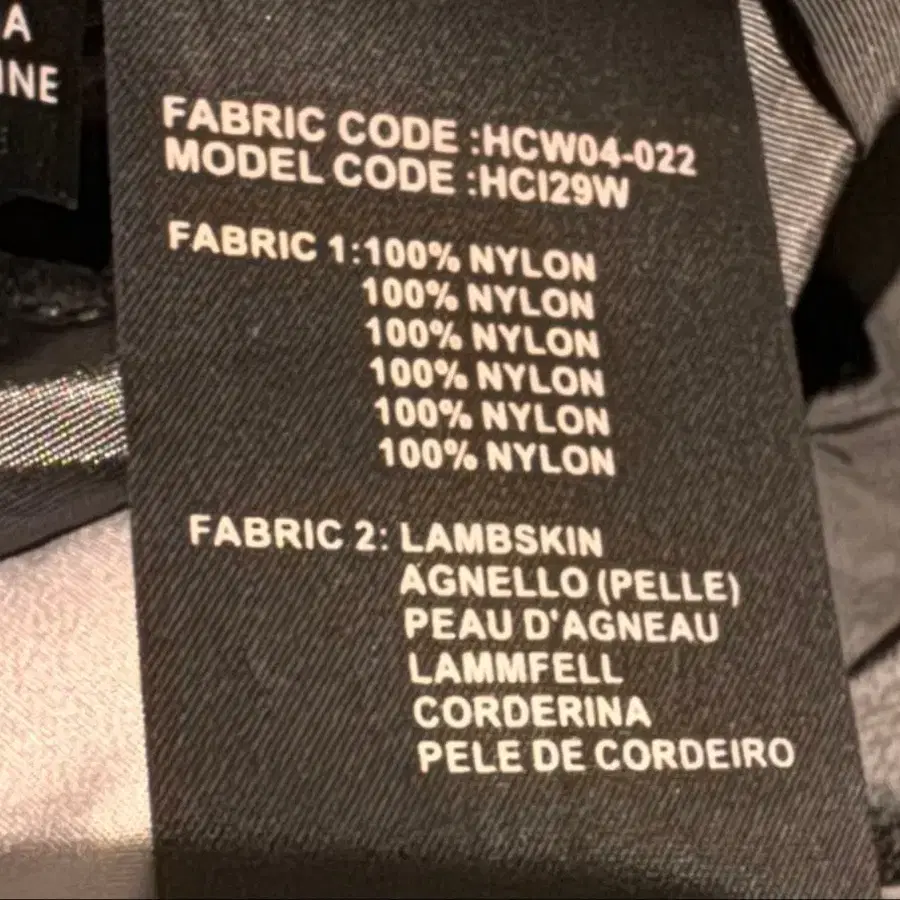 A
INE
FABRIC CODE :HCW04-022
MODEL CODE :HCI29W
FABRIC 1:100% NYLON
100% NYLON
100% NYLON
100% NYLON
100% NYLON
100% NYLON
FABRIC 2: LAMBSKIN
AGNELLO (PELLE)
PEAU D'AGNEAU
LAMMFELL
CORDERINA
PELE DE CORDEIRO